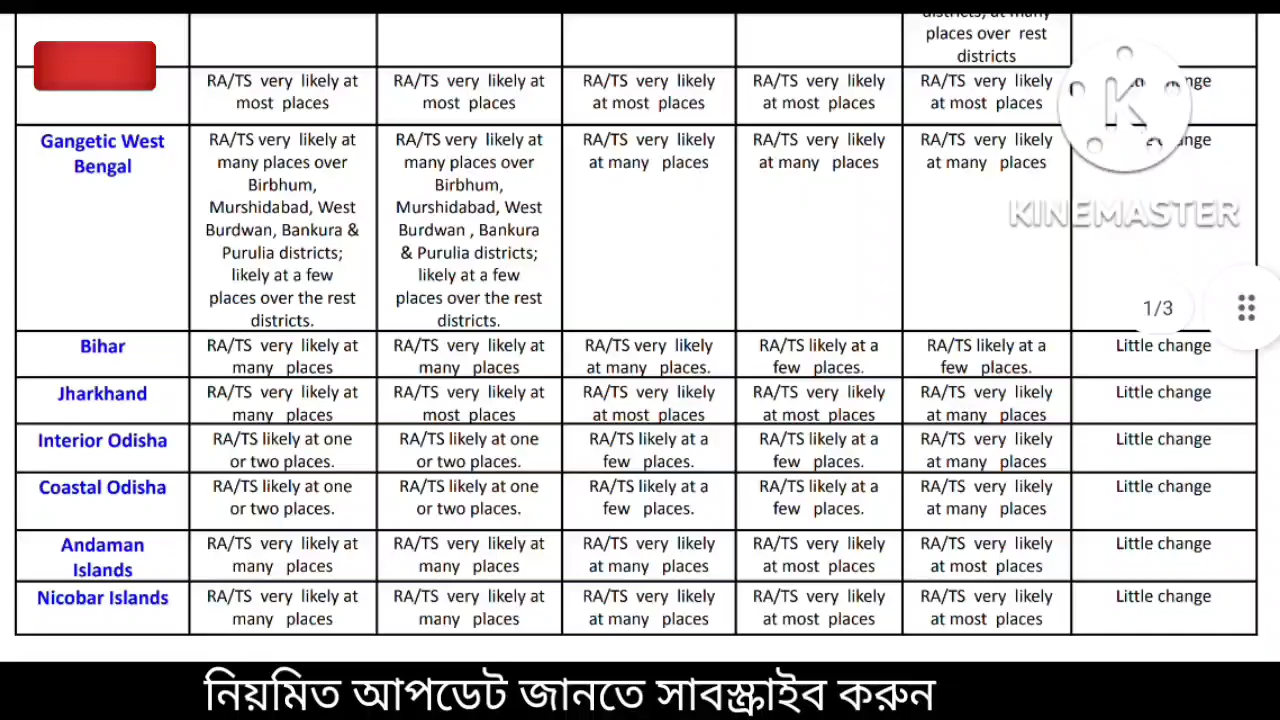 places over rest
districts
RA/TS very likely at most places
RA/TS very likely at most places
RA/TS very likely at most places
RA/TS very likely at most places
RA/TS very likely at most places
Gangetic West Bengal
RA/TS very likely at many places over Birbhum, Murshidabad, West Burdwan, Bankura & Purulia districts; likely at a few places over the rest districts.
RA/TS very likely at many places over Birbhum, Murshidabad, West Burdwan , Bankura & Purulia districts; likely at a few places over the rest districts.
RA/TS very likely at many places
RA/TS very likely at many places
RA/TS very likely at many places
KINEMASTER
1/3
Bihar
RA/TS very likely at many places
RA/TS very likely at many places
RA/TS very likely at many places.
RA/TS likely at a few places.
RA/TS likely at a few places.
Little change
Jharkhand
RA/TS very likely at many places
RA/TS very likely at most places
RA/TS very likely at most places
RA/TS very likely at most places
RA/TS very likely at many places
Little change
Interior Odisha
RA/TS likely at one or two places.
RA/TS likely at one or two places.
RA/TS likely at a few places.
RA/TS likely at a few places.
RA/TS very likely at many places
Little change
Coastal Odisha
RA/TS likely at one or two places.
RA/TS likely at one or two places.
RA/TS likely at a few places.
RA/TS likely at a few places.
RA/TS very likely at many places
Little change
Andaman Islands
RA/TS very likely at many places
RA/TS very likely at many places
RA/TS very likely at many places
RA/TS very likely at most places
RA/TS very likely at most places
Little change
Nicobar Islands
RA/TS very likely at many places
RA/TS very likely at many places
RA/TS very likely at many places
RA/TS very likely at most places
RA/TS very likely at most places
Little change
নিয়মিত আপডেট জানতে সাবস্ক্রাইব করুন